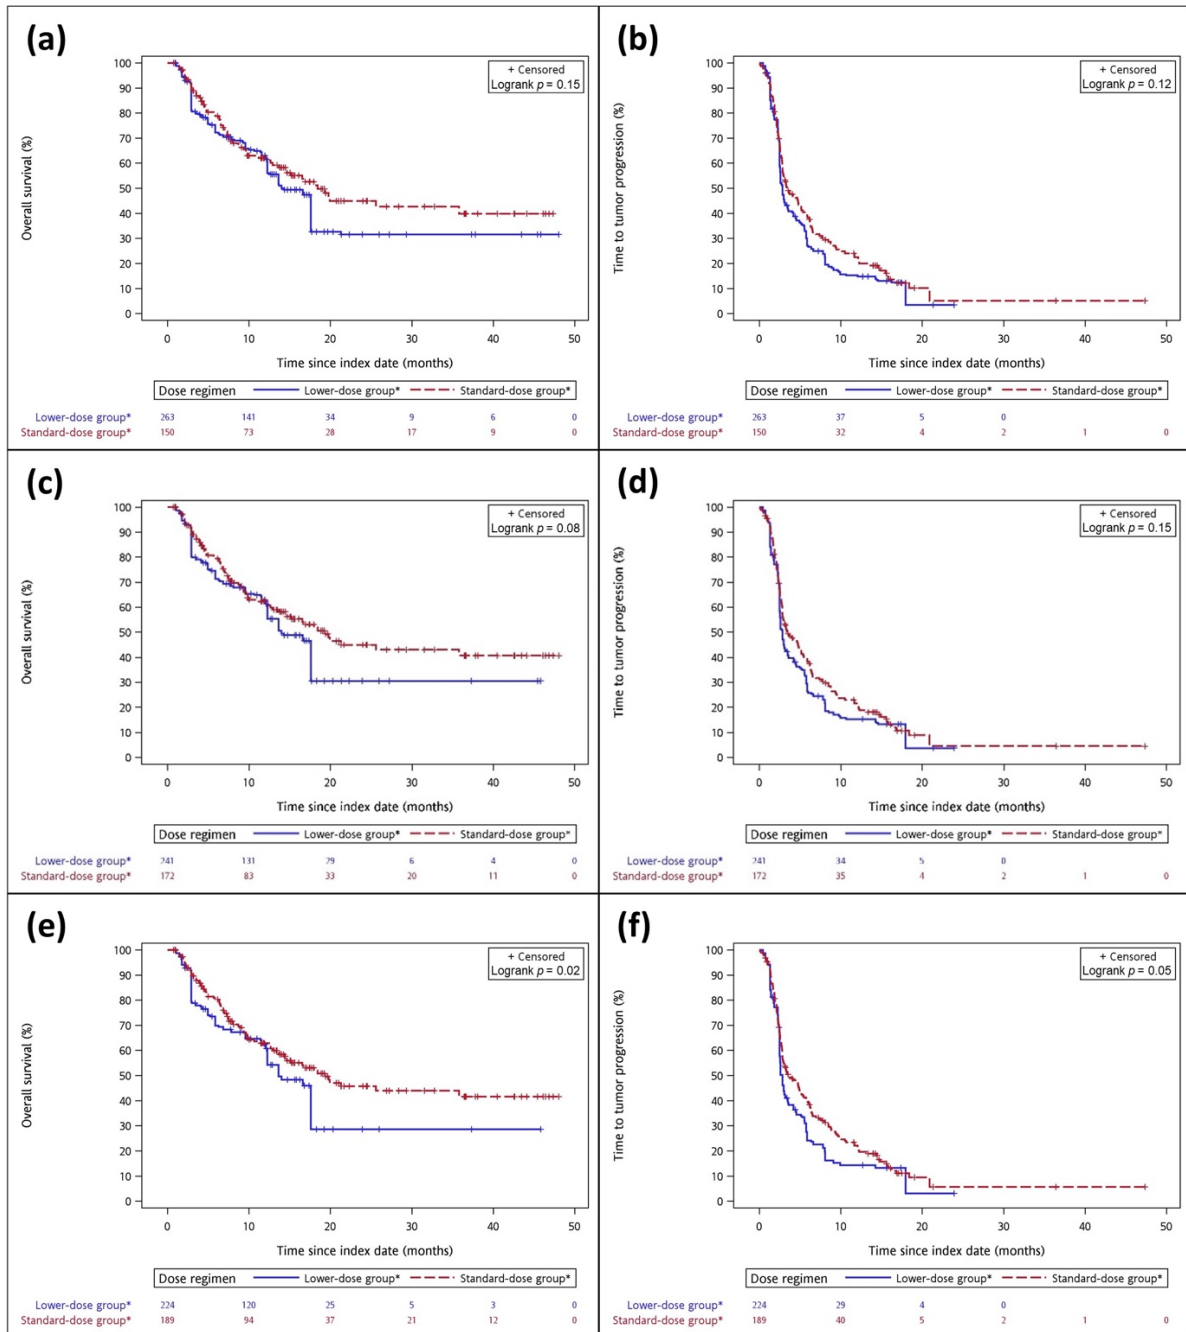 (a)
+ Censored
Logrank p = 0.15
Overall survival (%)
100
90
80
70
60
50
40
30
20
10
0
0 10 20 30 40 50
Time since index date (months)
Dose regimen Lower-dose group* Standard-dose group*
Lower-dose group* 263 141 34 9 6 0
Standard-dose group* 150 73 28 17 9 0
(b)
+ Censored
Logrank p = 0.12
Time to tumor progression (%)
100
90
80
70
60
50
40
30
20
10
0
0 10 20 30 40 50
Time since index date (months)
Dose regimen Lower-dose group* Standard-dose group*
Lower-dose group* 263 37 5 0
Standard-dose group* 150 32 4 2 1 0
(c)
+ Censored
Logrank p = 0.08
Overall survival (%)
100
90
80
70
60
50
40
30
20
10
0
0 10 20 30 40 50
Time since index date (months)
Dose regimen Lower-dose group* Standard-dose group*
Lower-dose group* 241 131 29 6 4 0
Standard-dose group* 172 83 33 20 11 0
(d)
+ Censored
Logrank p = 0.15
Time to tumor progression (%)
100
90
80
70
60
50
40
30
20
10
0
0 10 20 30 40 50
Time since index date (months)
Dose regimen Lower-dose group* Standard-dose group*
Lower-dose group* 241 34 5 0
Standard-dose group* 172 35 4 2 1 0
(e)
+ Censored
Logrank p = 0.02
Overall survival (%)
100
90
80
70
60
50
40
30
20
10
0
0 10 20 30 40 50
Time since index date (months)
Dose regimen Lower-dose group* Standard-dose group*
Lower-dose group* 224 120 25 5 3 0
Standard-dose group* 189 94 37 21 12 0
(f)
+ Censored
Logrank p = 0.05
Time to tumor progression (%)
100
90
80
70
60
50
40
30
20
10
0
0 10 20 30 40 50
Time since index date (months)
Dose regimen Lower-dose group* Standard-dose group*
Lower-dose group* 224 29 4 0
Standard-dose group* 189 40 5 2 1 0